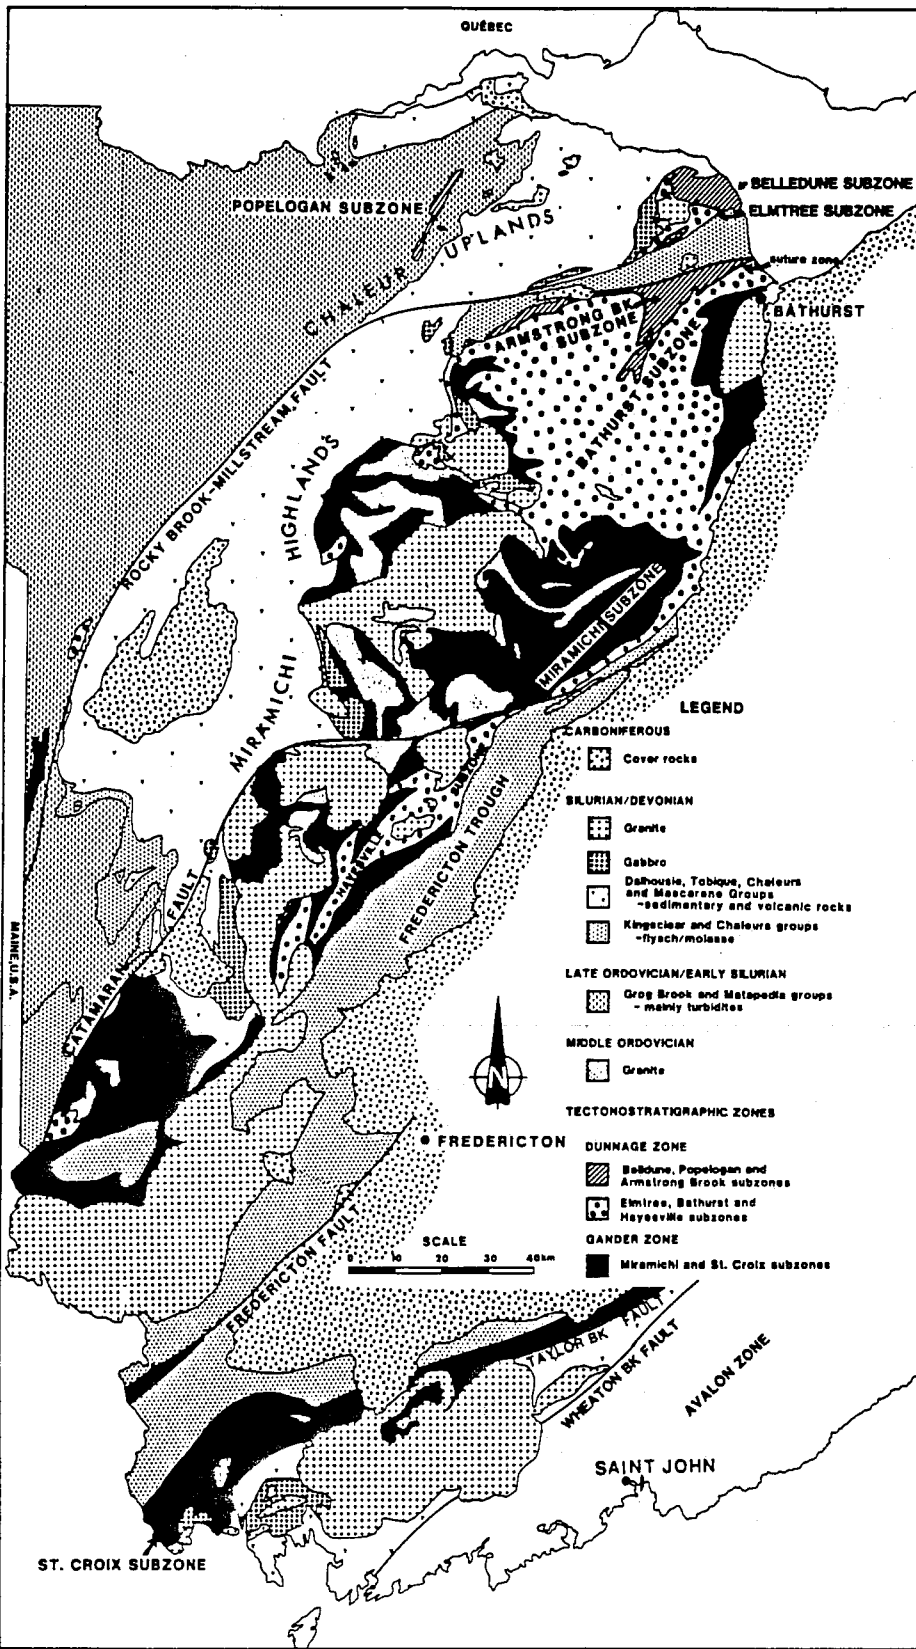 QUÉBEC
BELLEDUNE SUBZONE
ELMTREE SUBZONE
POPELOGAN SUBZONE
CHALEUR UPLANDS
suture zone
BATHURST
ARMSTRONG BK
SUBZONE
BATHURST SUBZONE
ROCKY BROOK-MILLSTREAM FAULT
MIRAMICHI HIGHLANDS
MIRAMICHI SUBZONE
HAYESVILLE SUBZONE
FREDERICTON TROUGH
CATAMARAN FAULT
MAINE, U.S.A.
LEGEND
CARBONIFEROUS
Cover rocks
SILURIAN/DEVONIAN
Granite
Gabbro
Dalhousie, Tobique, Chaleurs
and Mascarene Groups
-sedimentary and volcanic rocks
Kingsclear and Chaleurs groups
-flysch/molasse
LATE ORDOVICIAN/EARLY SILURIAN
Grog Brook and Matapedia groups
- mainly turbidites
MIDDLE ORDOVICIAN
Granite
TECTONOSTRATIGRAPHIC ZONES
DUNNAGE ZONE
Belldune, Popelogan and
Armstrong Brook subzones
Elmtree, Bathurst and
Hayesville subzones
GANDER ZONE
Miramichi and St. Croix subzones
N
FREDERICTON
SCALE
0 10 20 30 40km
FREDERICTON FAULT
TAYLOR BK FAULT
WHEATON BK FAULT
AVALON ZONE
SAINT JOHN
ST. CROIX SUBZONE